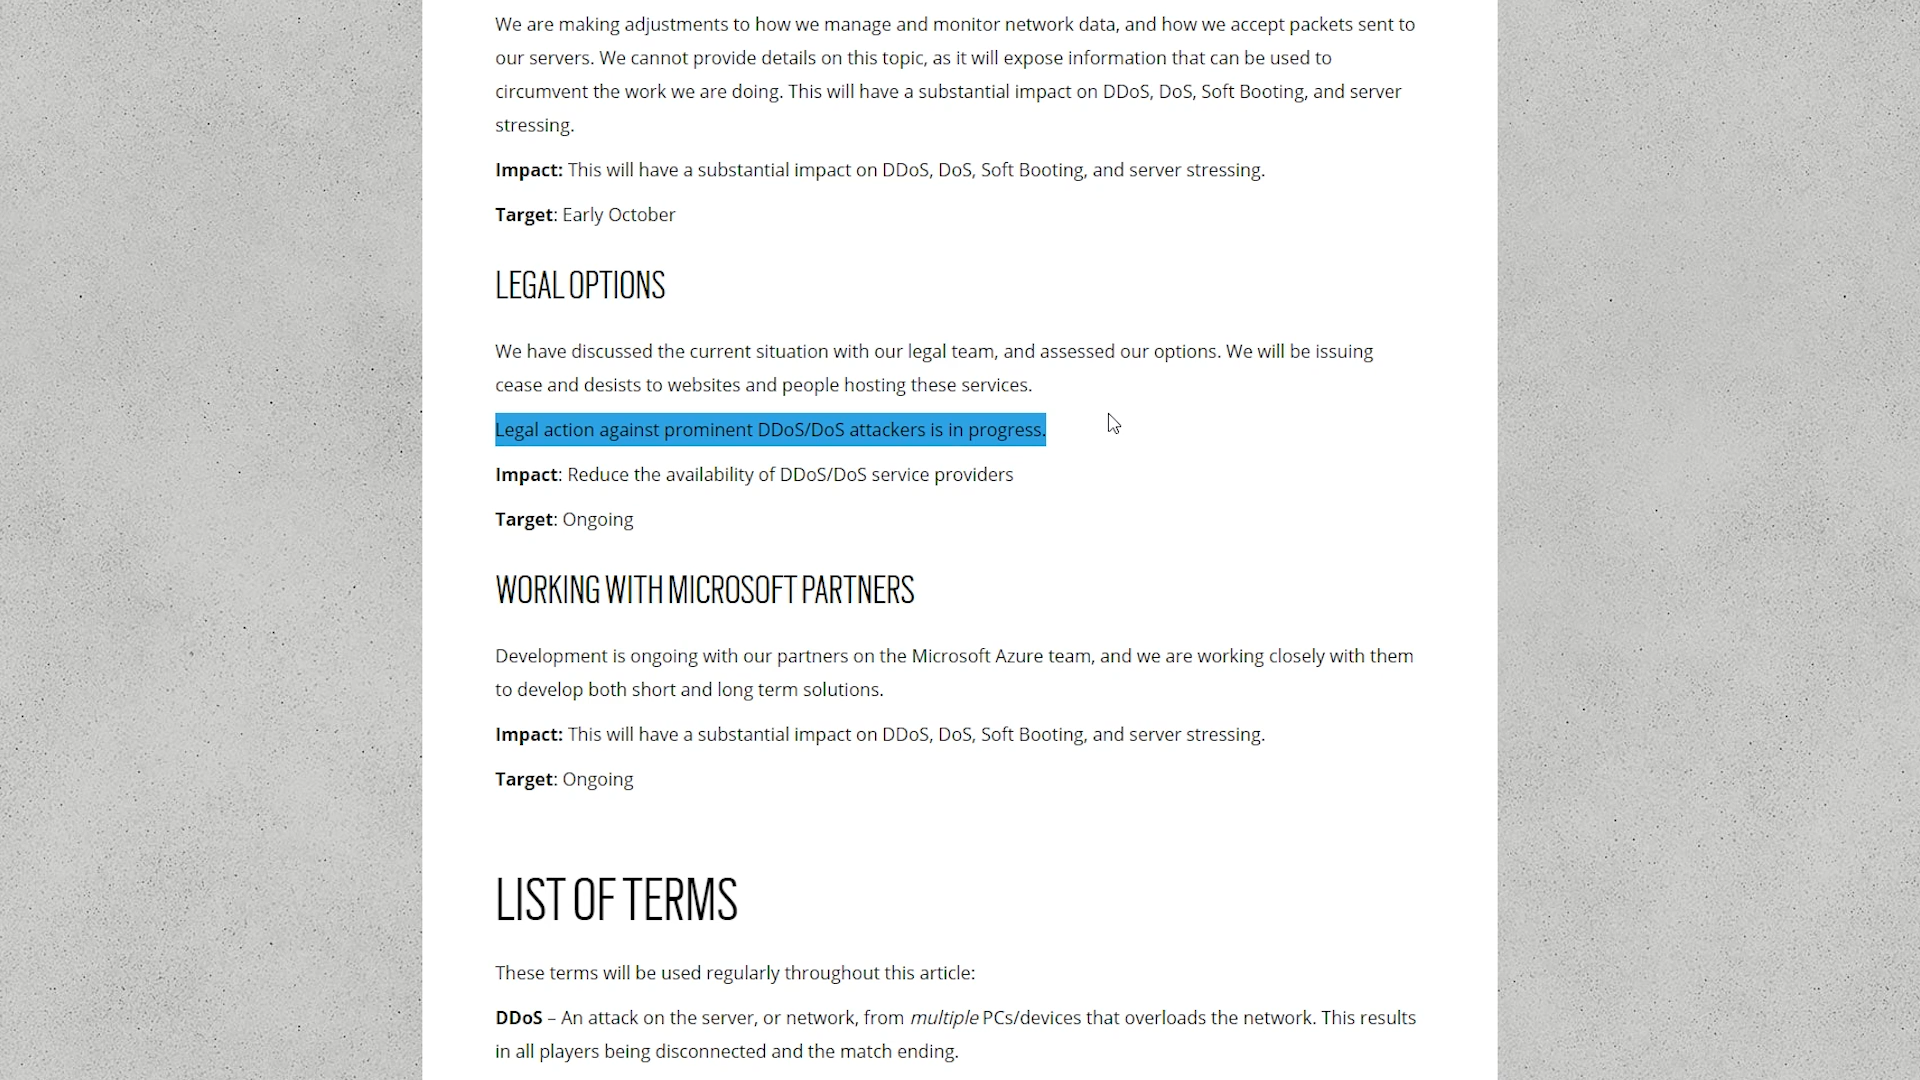 We are making adjustments to how we manage and monitor network data, and how we accept packets sent to
our servers. We cannot provide details on this topic, as it will expose information that can be used to
circumvent the work we are doing. This will have a substantial impact on DDoS, DoS, Soft Booting, and server
stressing.
Impact: This will have a substantial impact on DDoS, DoS, Soft Booting, and server stressing.
Target: Early October
LEGAL OPTIONS
We have discussed the current situation with our legal team, and assessed our options. We will be issuing
cease and desists to websites and people hosting these services.
Legal action against prominent DDoS/DoS attackers is in progress.
Impact: Reduce the availability of DDoS/DoS service providers
Target: Ongoing
WORKING WITH MICROSOFT PARTNERS
Development is ongoing with our partners on the Microsoft Azure team, and we are working closely with them
to develop both short and long term solutions.
Impact: This will have a substantial impact on DDoS, DoS, Soft Booting, and server stressing.
Target: Ongoing
LIST OF TERMS
These terms will be used regularly throughout this article:
DDoS – An attack on the server, or network, from multiple PCs/devices that overloads the network. This results
in all players being disconnected and the match ending.